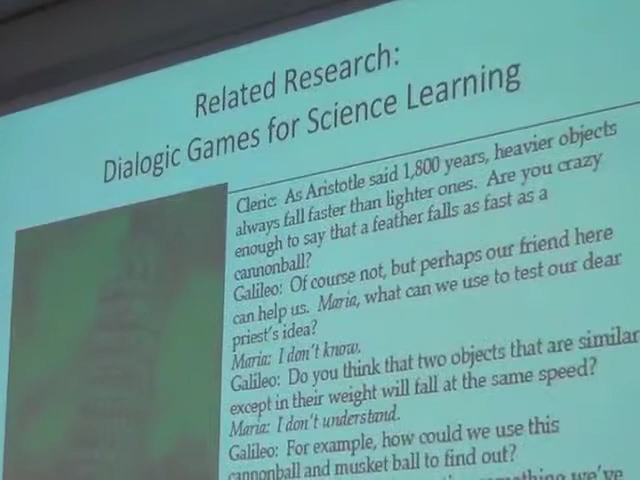 Related Research:
Dialogic Games for Science Learning
Cleric: As Aristotle said 1,800 years, heavier objects
always fall faster than lighter ones. Are you crazy
enough to say that a feather falls as fast as a
cannonball?
Galileo: Of course not, but perhaps our friend here
can help us. Maria, what can we use to test our dear
priest's idea?
Maria: I don't know.
Galileo: Do you think that two objects that are similar
except in their weight will fall at the same speed?
Maria: I don't understand.
Galileo: For example, how could we use this
cannonball and musket ball to find out?
we've